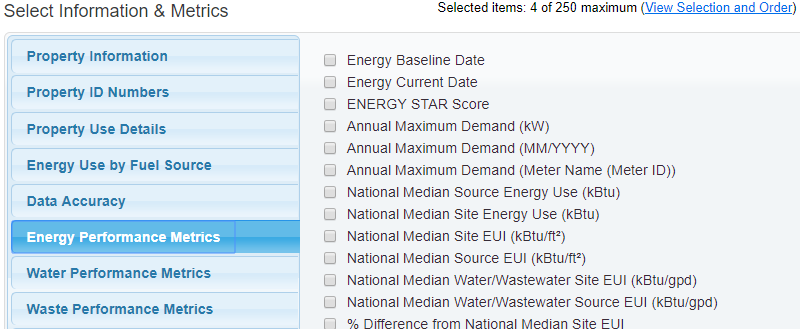 Select Information & Metrics
Selected items: 4 of 250 maximum (View Selection and Order)
Property Information
Property ID Numbers
Property Use Details
Energy Use by Fuel Source
Data Accuracy
Energy Performance Metrics
Water Performance Metrics
Waste Performance Metrics
Energy Baseline Date
Energy Current Date
ENERGY STAR Score
Annual Maximum Demand (kW)
Annual Maximum Demand (MM/YYYY)
Annual Maximum Demand (Meter Name (Meter ID))
National Median Source Energy Use (kBtu)
National Median Site Energy Use (kBtu)
National Median Site EUI (kBtu/ft²)
National Median Source EUI (kBtu/ft²)
National Median Water/Wastewater Site EUI (kBtu/gpd)
National Median Water/Wastewater Source EUI (kBtu/gpd)
% Difference from National Median Site EUI